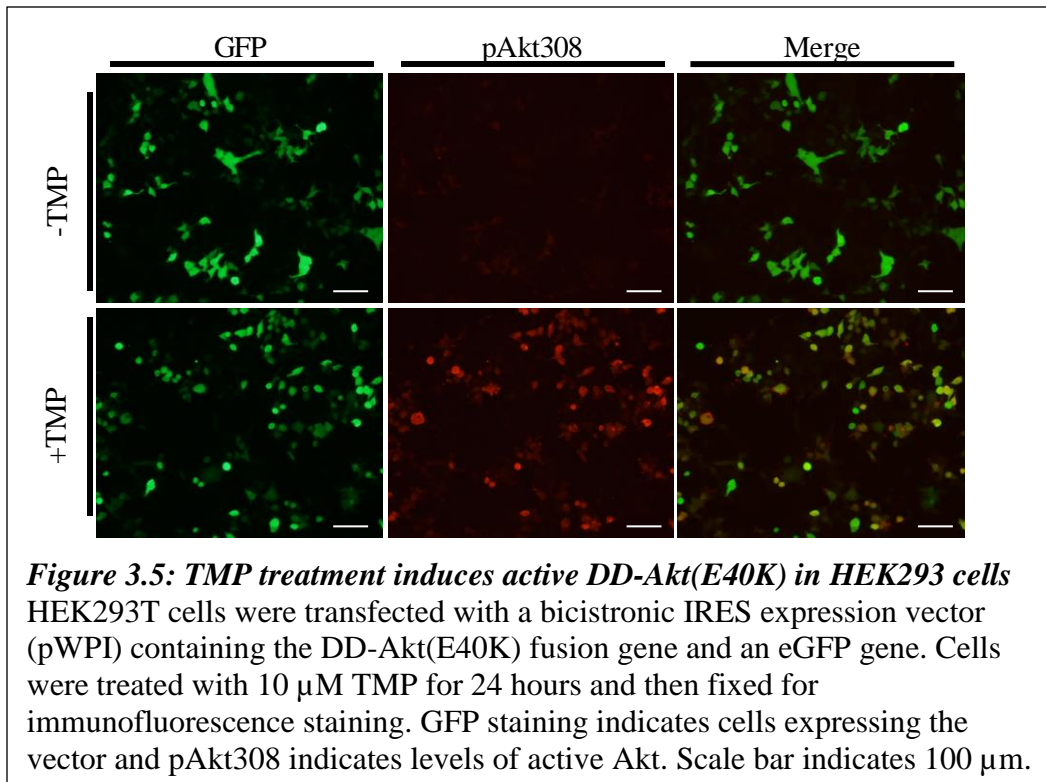 GFP pAkt308 Merge
-TMP
+TMP
Figure 3.5: TMP treatment induces active DD-Akt(E40K) in HEK293 cells
HEK293T cells were transfected with a bicistronic IRES expression vector
(pWPI) containing the DD-Akt(E40K) fusion gene and an eGFP gene. Cells
were treated with 10 µM TMP for 24 hours and then fixed for
immunofluorescence staining. GFP staining indicates cells expressing the
vector and pAkt308 indicates levels of active Akt. Scale bar indicates 100 µm.